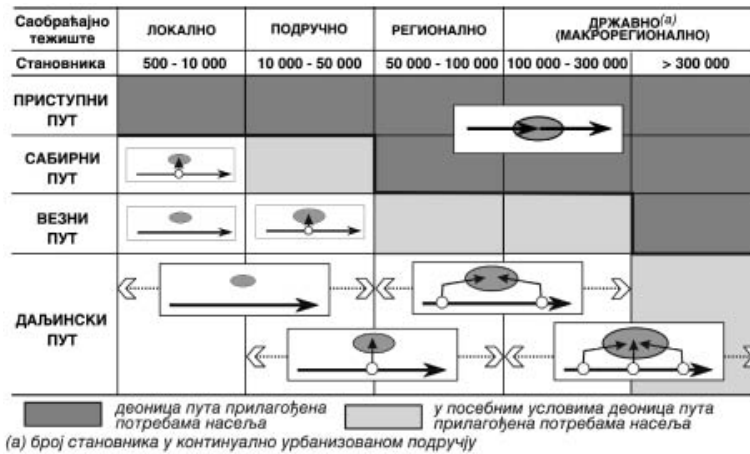 Саобраћајно тежиште ЛОКАЛНО ПОДРУЧНО РЕГИОНАЛНО ДРЖАВНО(а) (МАКРОРЕГИОНАЛНО)
Становника 500 - 10 000 10 000 - 50 000 50 000 - 100 000 100 000 - 300 000 > 300 000
ПРИСТУПНИ
ПУТ
САБИРНИ
ПУТ
ВЕЗНИ
ПУТ
ДАЉИНСКИ
ПУТ
деоница пута прилагођена
потребама насеља
у посебним условима деоница пута
прилагођена потребама насеља
(а) број становника у континуално урбанизованом подручју